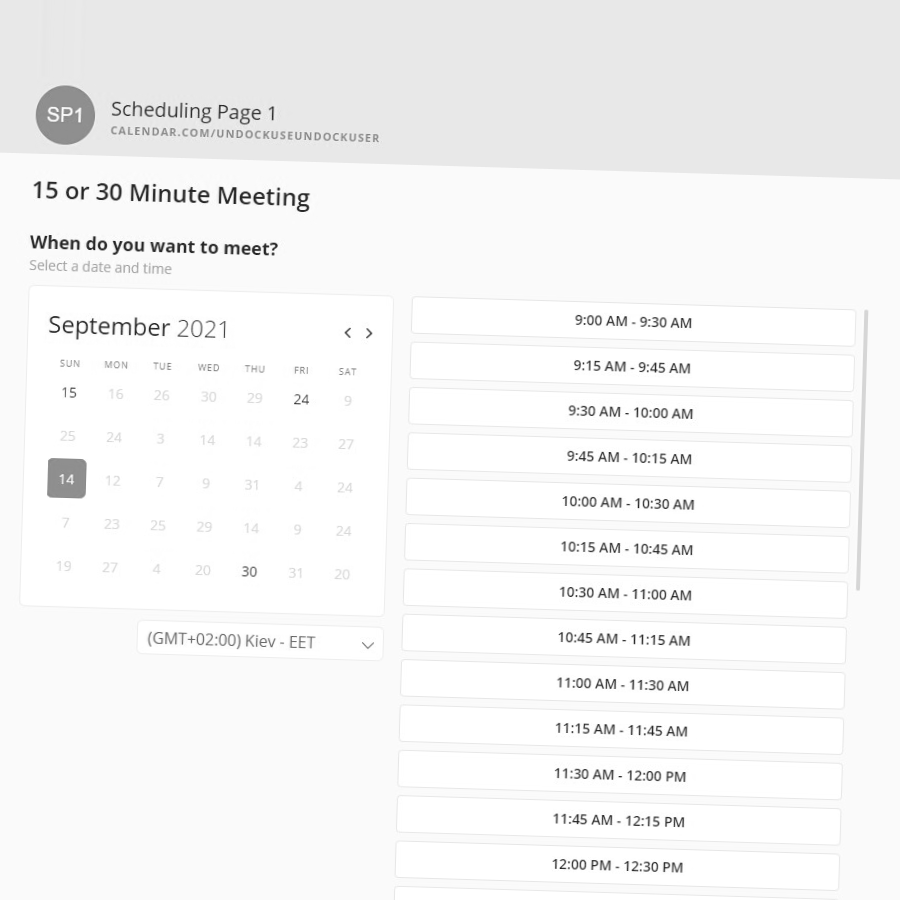 SP1
Scheduling Page 1
CALENDAR.COM/UNDOCKUSEUNDOCKUSER
15 or 30 Minute Meeting
When do you want to meet?
Select a date and time
September 2021
SUN MON TUE WED THU FRI SAT
15 16 26 30 29 24 9
25 24 3 14 14 23 27
14 12 7 9 31 4 24
7 23 25 29 14 9 24
19 27 4 20 30 31 20
(GMT+02:00) Kiev - EET
9:00 AM - 9:30 AM
9:15 AM - 9:45 AM
9:30 AM - 10:00 AM
9:45 AM - 10:15 AM
10:00 AM - 10:30 AM
10:15 AM - 10:45 AM
10:30 AM - 11:00 AM
10:45 AM - 11:15 AM
11:00 AM - 11:30 AM
11:15 AM - 11:45 AM
11:30 AM - 12:00 PM
11:45 AM - 12:15 PM
12:00 PM - 12:30 PM